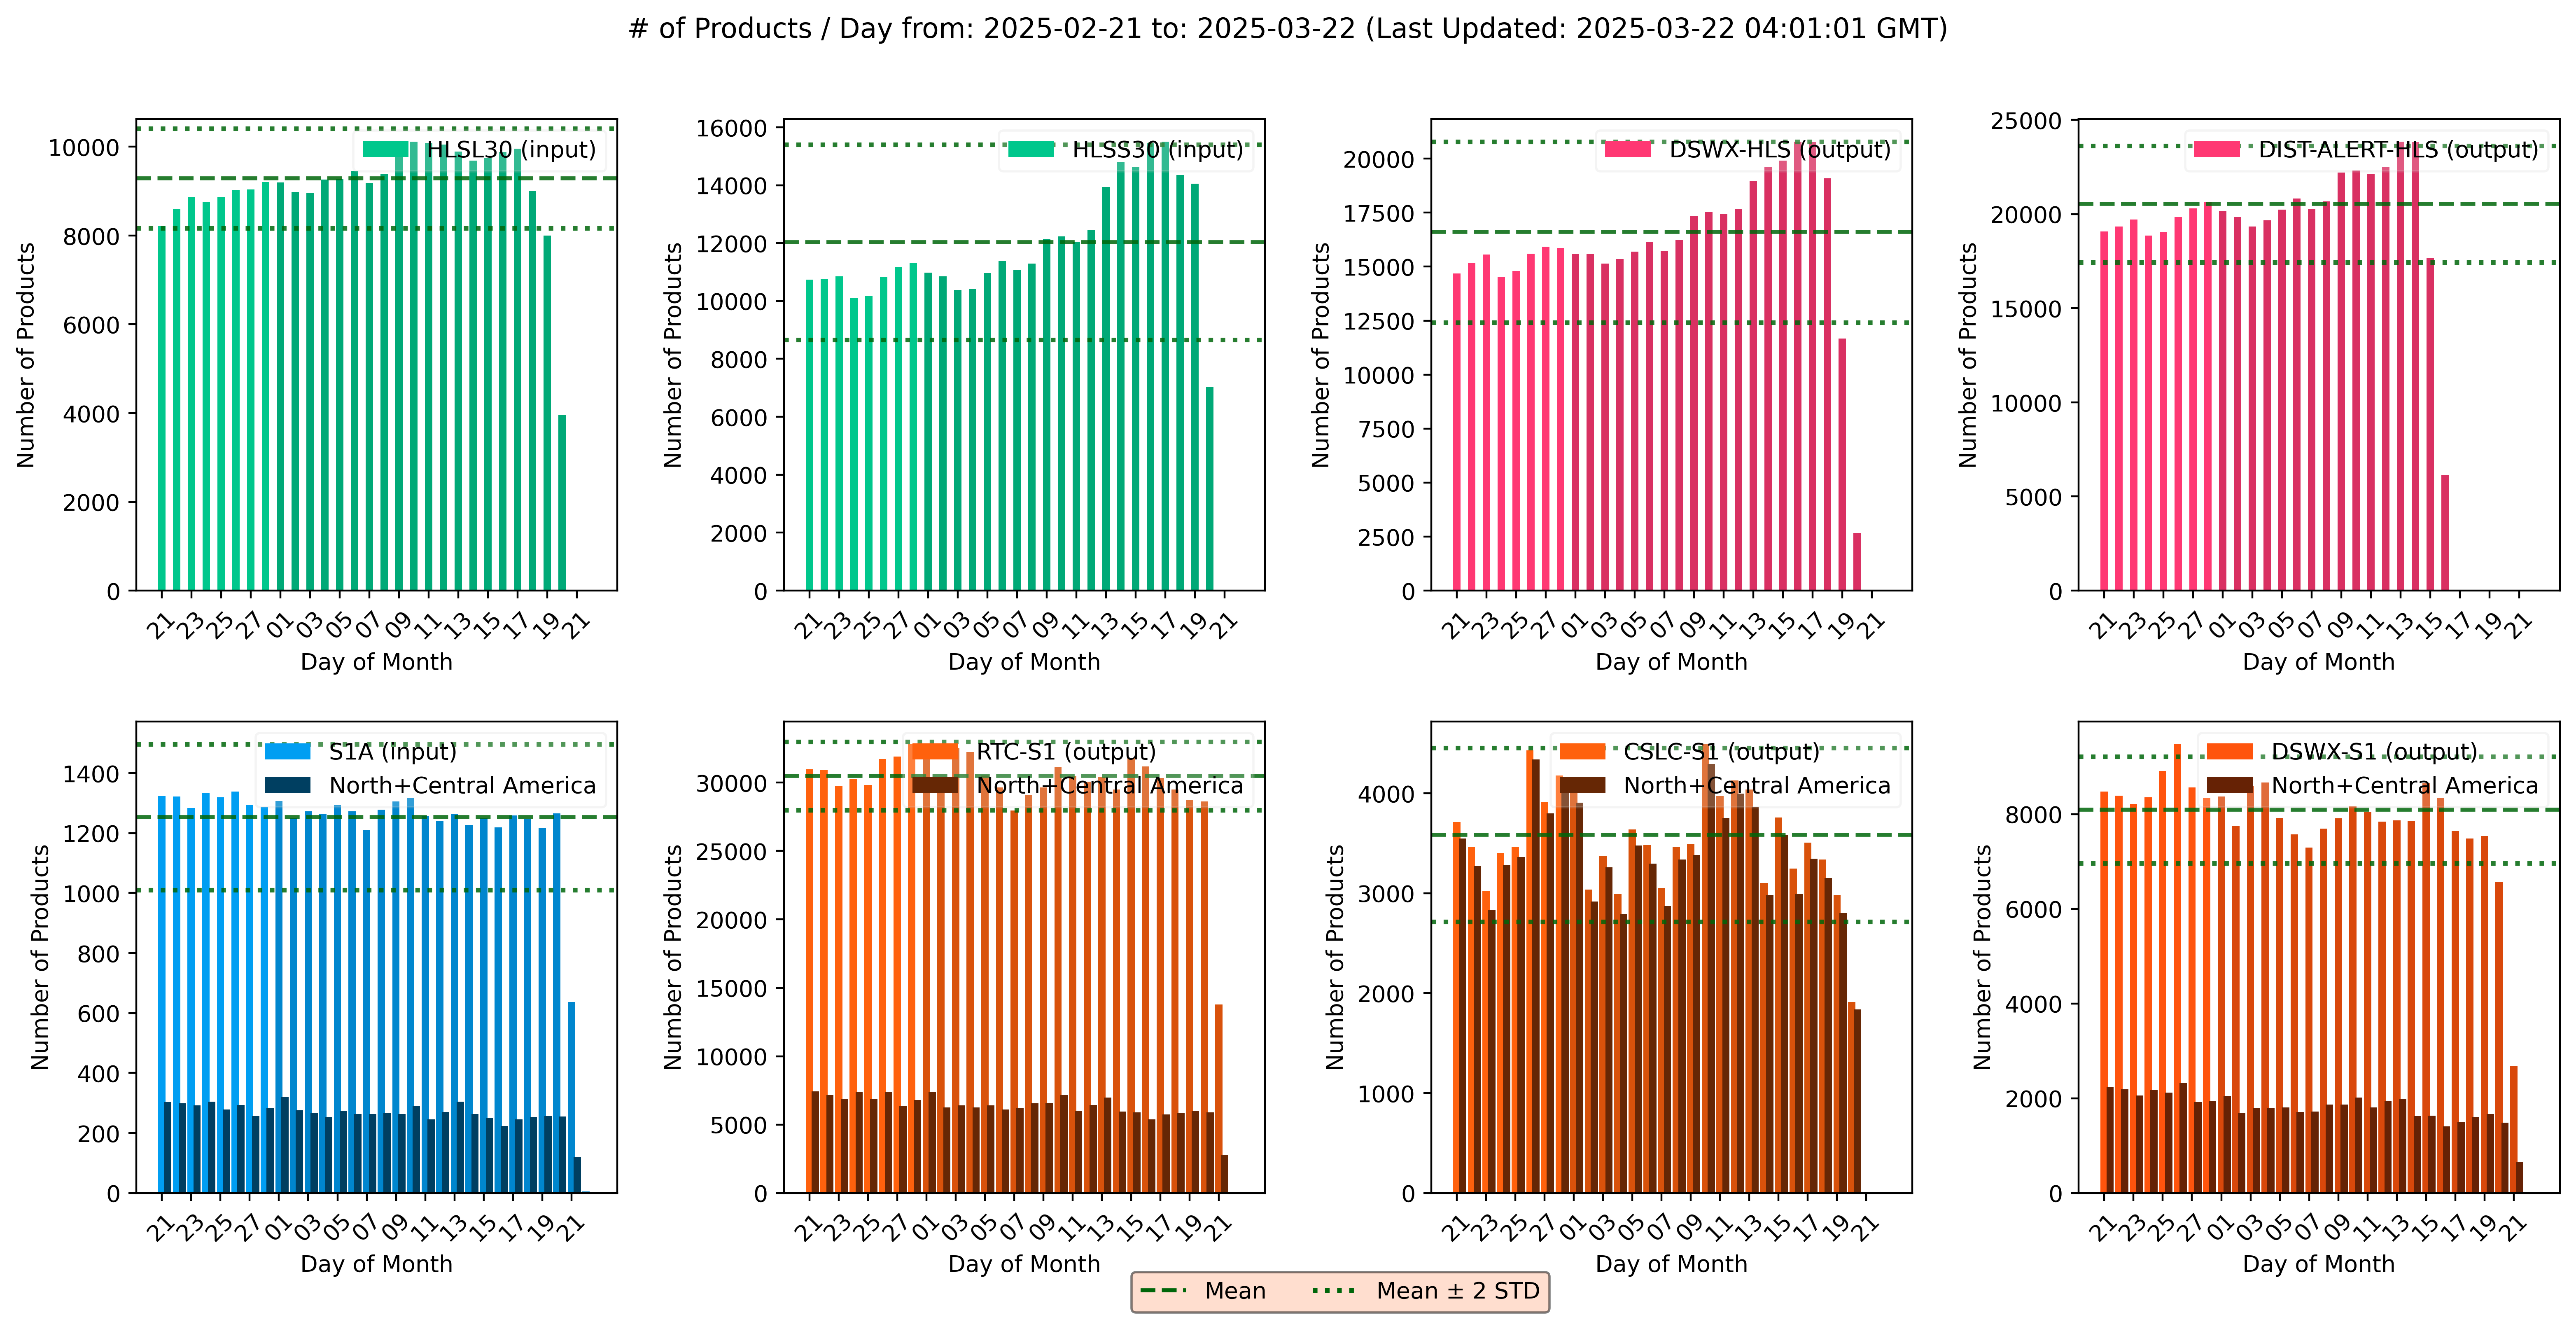 # of Products / Day from: 2025-02-21 to: 2025-03-22 (Last Updated: 2025-03-22 04:01:01 GMT)
HLSL30 (input)
Number of Products
10000
8000
6000
4000
2000
0
21 23 25 27 01 03 05 07 09 11 13 15 17 19 21
Day of Month
HLSS30 (input)
Number of Products
16000
14000
12000
10000
8000
6000
4000
2000
0
21 23 25 27 01 03 05 07 09 11 13 15 17 19 21
Day of Month
DSWX-HLS (output)
Number of Products
20000
17500
15000
12500
10000
7500
5000
2500
0
21 23 25 27 01 03 05 07 09 11 13 15 17 19 21
Day of Month
DIST-ALERT-HLS (output)
Number of Products
25000
20000
15000
10000
5000
0
21 23 25 27 01 03 05 07 09 11 13 15 17 19 21
Day of Month
S1A (input)
North+Central America
Number of Products
1400
1200
1000
800
600
400
200
0
21 23 25 27 01 03 05 07 09 11 13 15 17 19 21
Day of Month
RTC-S1 (output)
North+Central America
Number of Products
30000
25000
20000
15000
10000
5000
0
21 23 25 27 01 03 05 07 09 11 13 15 17 19 21
Day of Month
CSLC-S1 (output)
North+Central America
Number of Products
4000
3000
2000
1000
0
21 23 25 27 01 03 05 07 09 11 13 15 17 19 21
Day of Month
DSWX-S1 (output)
North+Central America
Number of Products
8000
6000
4000
2000
0
21 23 25 27 01 03 05 07 09 11 13 15 17 19 21
Day of Month
Mean
Mean ± 2 STD